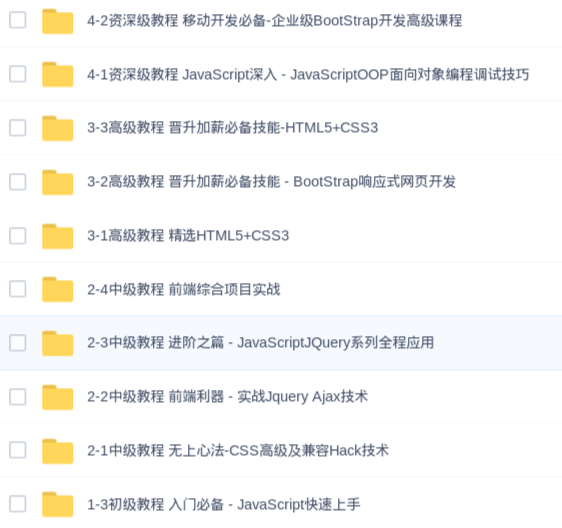 4-2资深级教程 移动开发必备-企业级BootStrap开发高级课程
4-1资深级教程 JavaScript深入 - JavaScriptOOP面向对象编程调试技巧
3-3高级教程 晋升加薪必备技能-HTML5+CSS3
3-2高级教程 晋升加薪必备技能 - BootStrap响应式网页开发
3-1高级教程 精选HTML5+CSS3
2-4中级教程 前端综合项目实战
2-3中级教程 进阶之篇 - JavaScriptJQuery系列全程应用
2-2中级教程 前端利器 - 实战Jquery Ajax技术
2-1中级教程 无上心法-CSS高级及兼容Hack技术
1-3初级教程 入门必备 - JavaScript快速上手